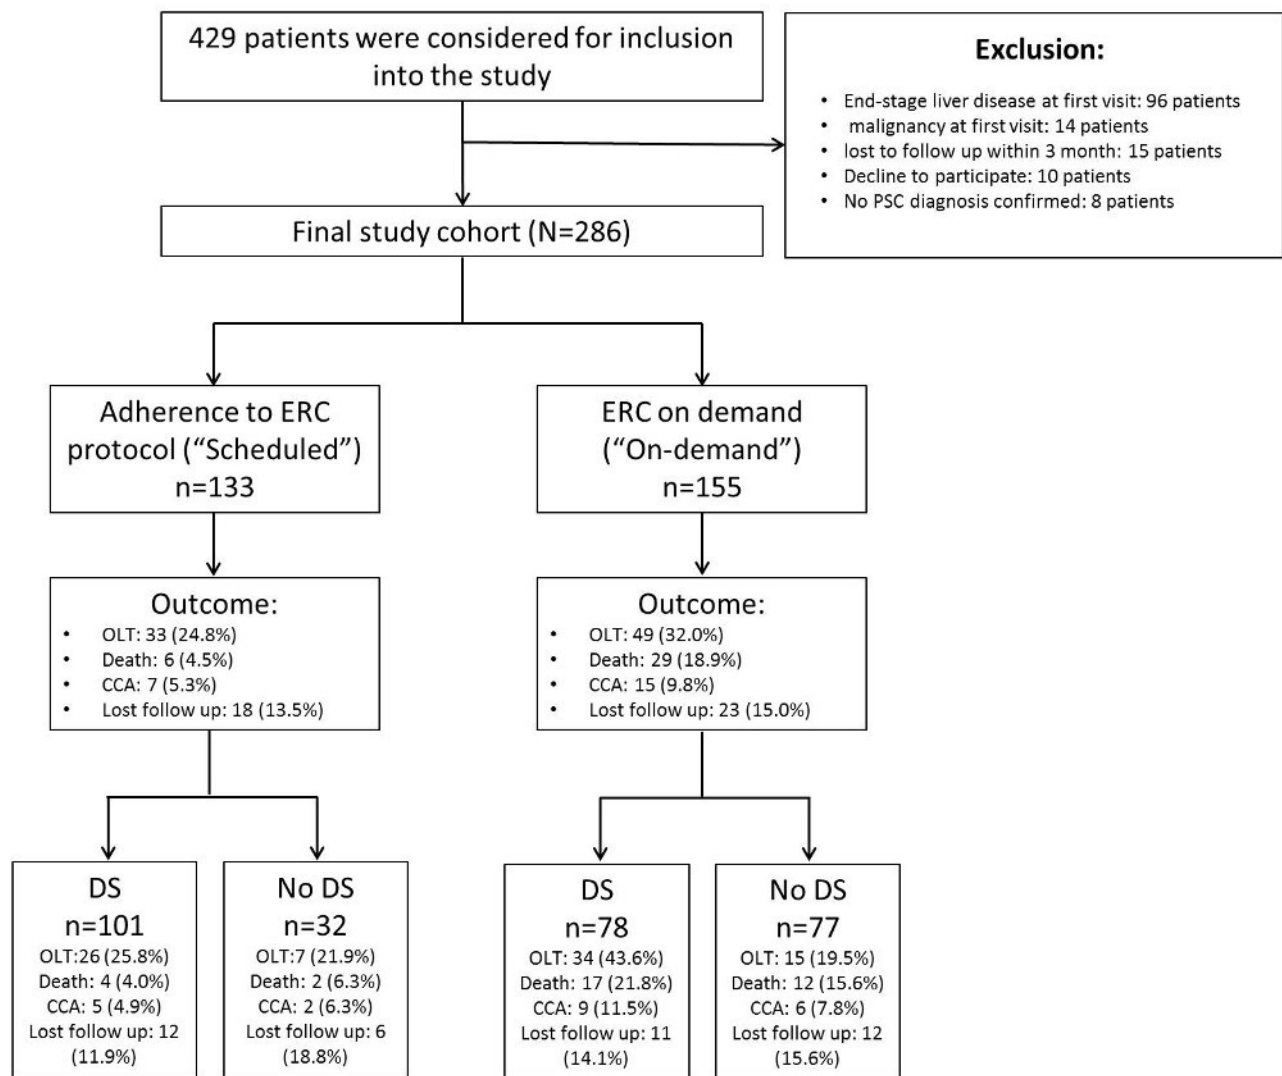 429 patients were considered for inclusion
into the study
Exclusion:
• End-stage liver disease at first visit: 96 patients
• malignancy at first visit: 14 patients
• lost to follow up within 3 month: 15 patients
• Decline to participate: 10 patients
• No PSC diagnosis confirmed: 8 patients
Final study cohort (N=286)
Adherence to ERC
protocol (“Scheduled”)
n=133
ERC on demand
(“On-demand”)
n=155
Outcome:
• OLT: 33 (24.8%)
• Death: 6 (4.5%)
• CCA: 7 (5.3%)
• Lost follow up: 18 (13.5%)
Outcome:
• OLT: 49 (32.0%)
• Death: 29 (18.9%)
• CCA: 15 (9.8%)
• Lost follow up: 23 (15.0%)
DS
n=101
OLT:26 (25.8%)
Death: 4 (4.0%)
CCA: 5 (4.9%)
Lost follow up: 12
(11.9%)
No DS
n=32
OLT:7 (21.9%)
Death: 2 (6.3%)
CCA: 2 (6.3%)
Lost follow up: 6
(18.8%)
DS
n=78
OLT: 34 (43.6%)
Death: 17 (21.8%)
CCA: 9 (11.5%)
Lost follow up: 11
(14.1%)
No DS
n=77
OLT: 15 (19.5%)
Death: 12 (15.6%)
CCA: 6 (7.8%)
Lost follow up: 12
(15.6%)